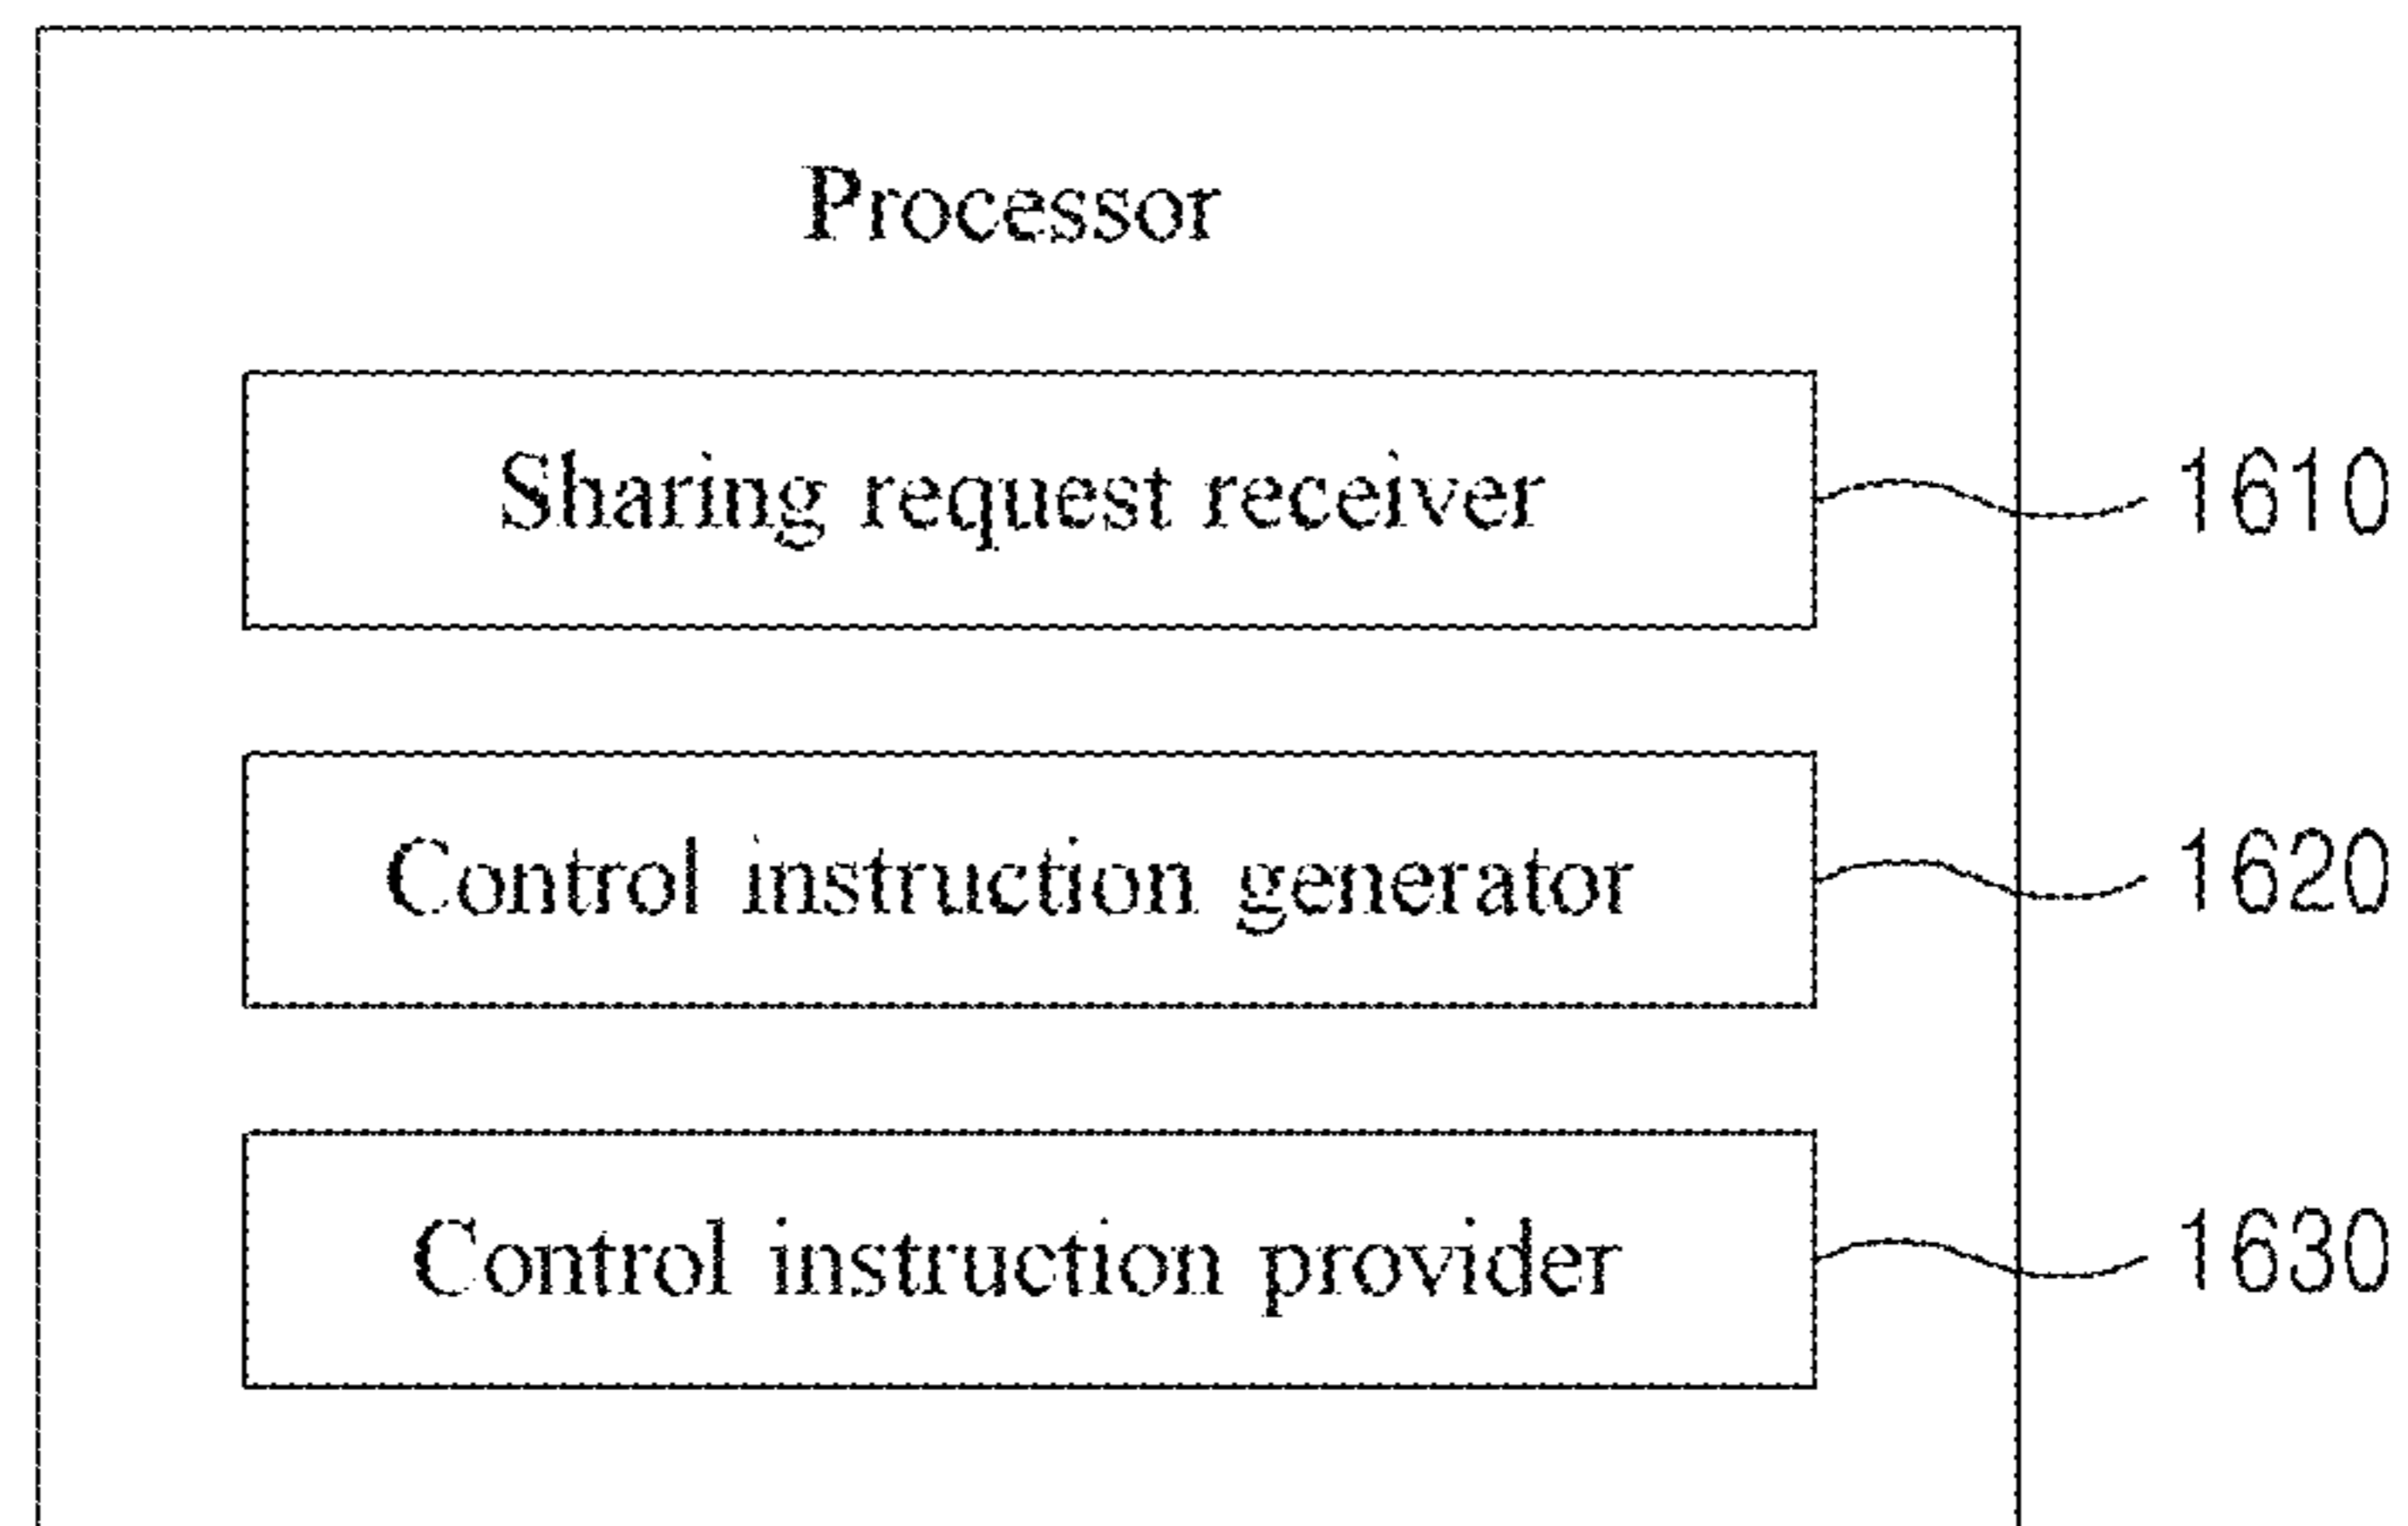 Processor
Sharing request receiver 1610
Control instruction generator 1620
Control instruction provider 1630